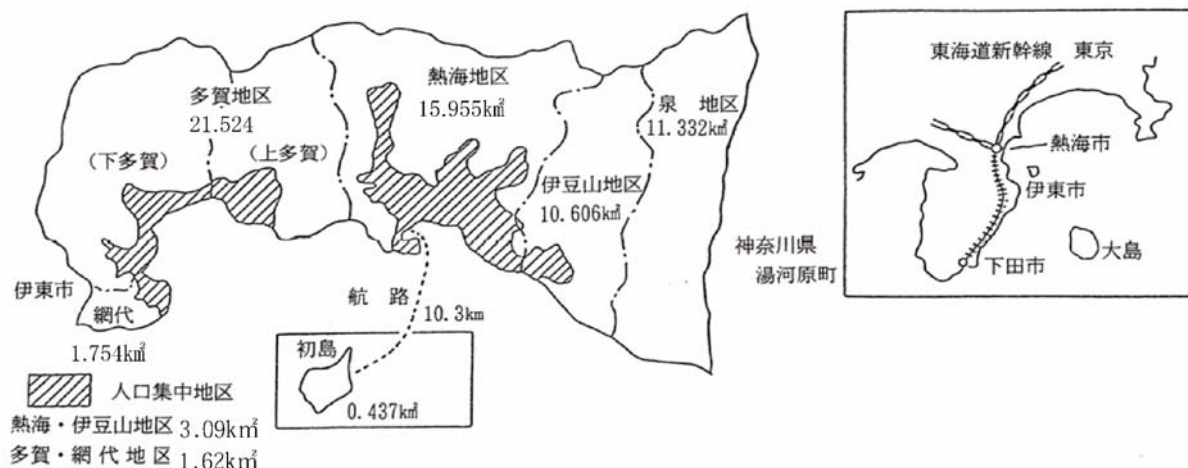 多賀地区
21.524
(下多賀)
(上多賀)
熱海地区
15.955k㎡
泉 地区
11.332k㎡
伊豆山地区
10.606k㎡
神奈川県
湯河原町
伊東市
網代
1.754k㎡
航 路
10.3km
初島
0.437k㎡
人口集中地区
熱海・伊豆山地区 3.09k㎡
多賀・網代地区 1.62k㎡
東海道新幹線 東京
熱海市
伊東市
大島
下田市